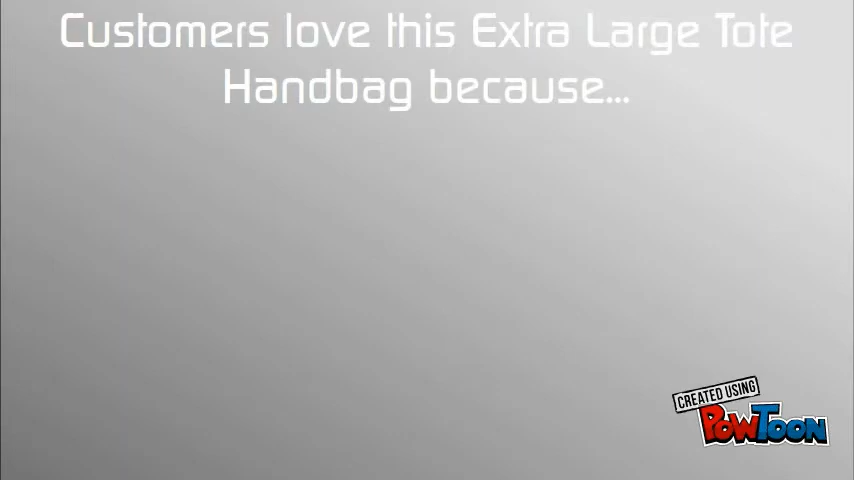 Customers love this Extra Large Tote
Handbag because...
CREATED USING
POWTOON